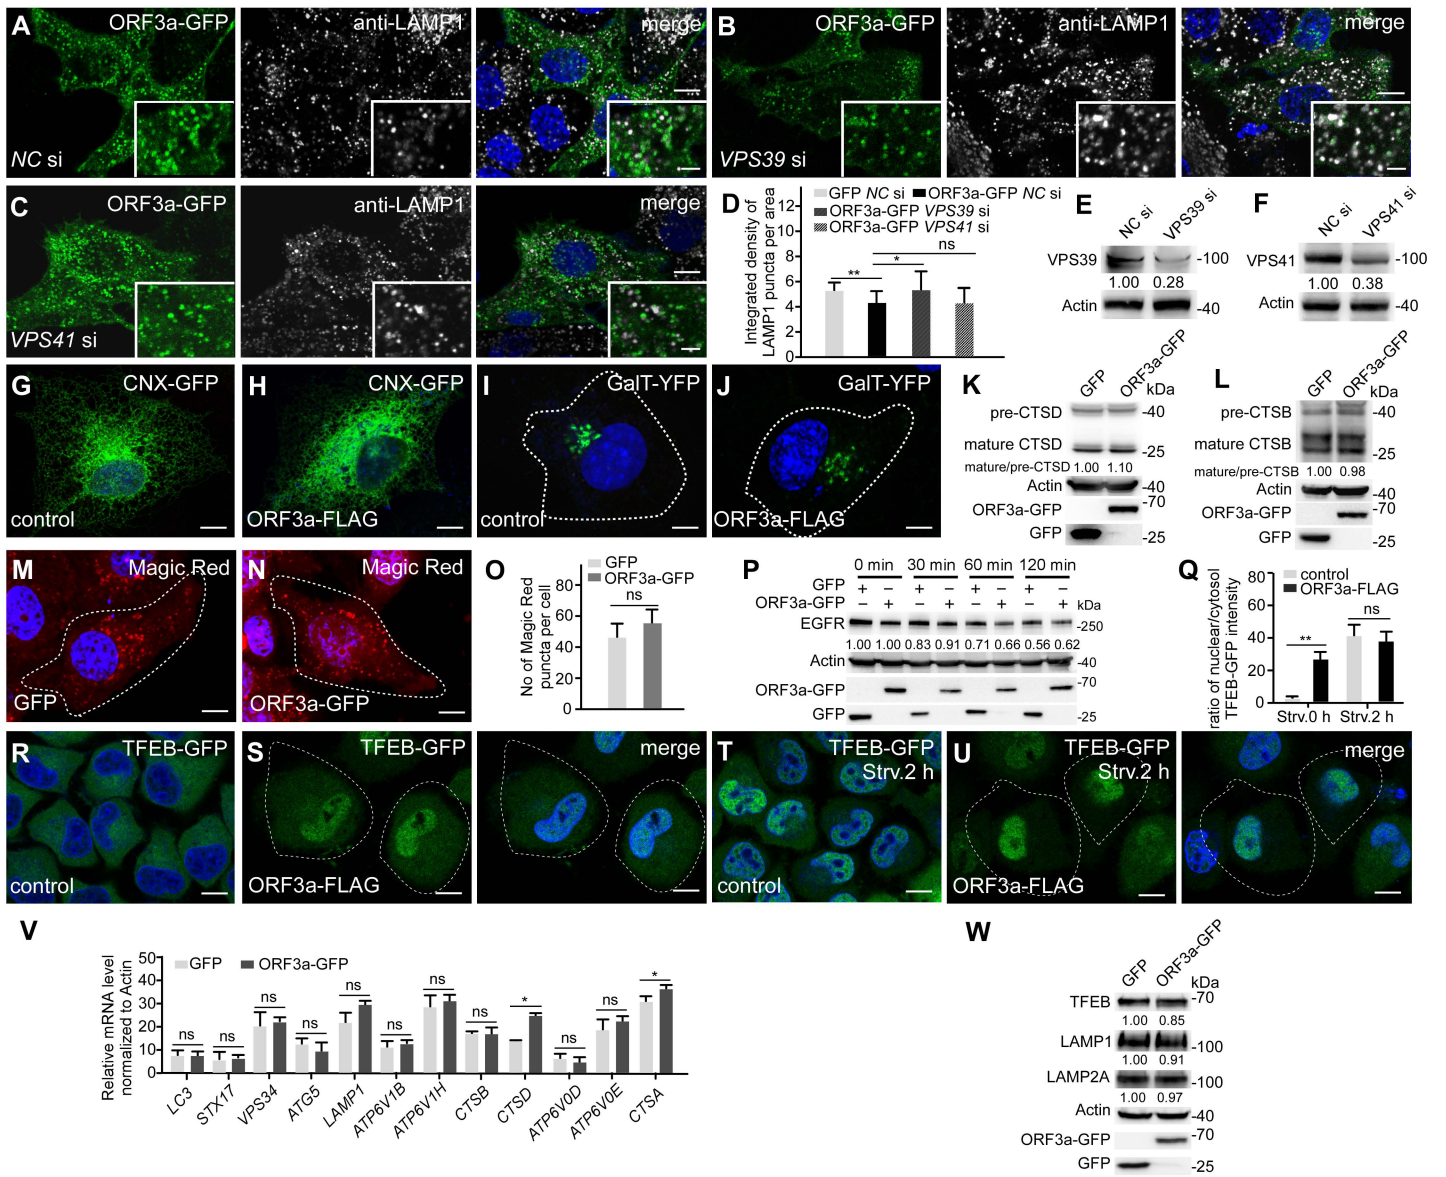 A ORF3a-GFP anti-LAMP1 merge
NC si
B ORF3a-GFP anti-LAMP1 merge
VPS39 si
C ORF3a-GFP anti-LAMP1 merge
VPS41 si
D GFP NC si ORF3a-GFP NC si
ORF3a-GFP VPS39 si
ORF3a-GFP VPS41 si
Integrated density of
LAMP1 puncta per area
12
10
8
6
4
2
0
** * ns
E NC si VPS39 si
VPS39 -100
1.00 0.28
Actin -40
F NC si VPS41 si
VPS41 -100
1.00 0.38
Actin -40
G CNX-GFP
control
H CNX-GFP
ORF3a-FLAG
I GalT-YFP
control
J GalT-YFP
ORF3a-FLAG
K GFP ORF3a-GFP kDa
pre-CTSD -40
mature CTSD -25
mature/pre-CTSD 1.00 1.10
Actin -40
ORF3a-GFP -70
GFP -25
L GFP ORF3a-GFP kDa
pre-CTSB -40
mature CTSB -25
mature/pre-CTSB 1.00 0.98
Actin -40
ORF3a-GFP -70
GFP -25
M Magic Red
GFP
N Magic Red
ORF3a-GFP
O GFP
ORF3a-GFP
No of Magic Red
puncta per cell
80
60
40
20
0
ns
P 0 min 30 min 60 min 120 min
GFP + − + − + − + −
ORF3a-GFP − + − + − + − + kDa
EGFR -250
1.00 1.00 0.83 0.91 0.71 0.66 0.56 0.62
Actin -40
ORF3a-GFP -70
GFP -25
Q control
ORF3a-FLAG
ratio of nuclear/cytosol
TFEB-GFP intensity
80
60
40
20
0
** ns
Strv.0 h Strv.2 h
R TFEB-GFP
control
S TFEB-GFP merge
ORF3a-FLAG
T TFEB-GFP
Strv.2 h
control
U TFEB-GFP merge
Strv.2 h
ORF3a-FLAG
V GFP ORF3a-GFP
Relative mRNA level
normalized to Actin
50
40
30
20
10
0
ns ns ns ns ns ns ns ns * ns ns *
LC3 STX17 VPS34 ATG5 LAMP1 ATP6V1B ATP6V1H CTSB CTSD ATP6V0D ATP6V0E CTSA
W GFP ORF3a-GFP kDa
TFEB -70
1.00 0.85
LAMP1 -100
1.00 0.91
LAMP2A -100
1.00 0.97
Actin -40
ORF3a-GFP -70
GFP -25